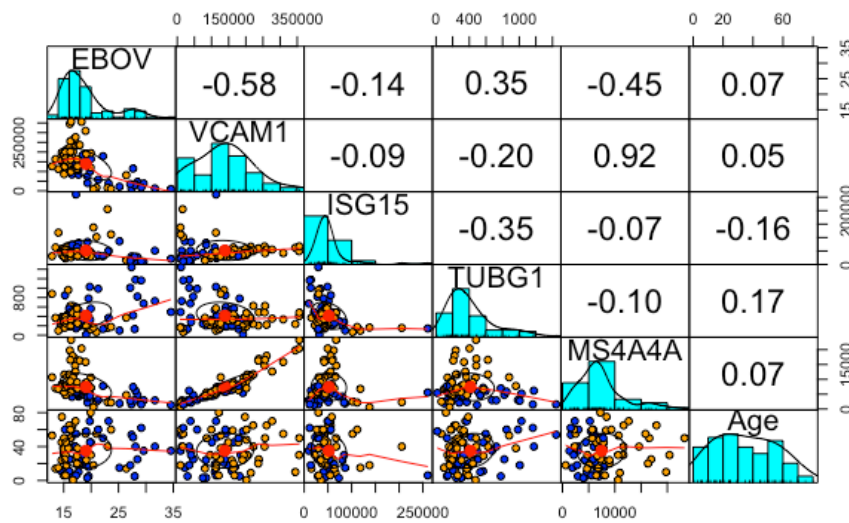 0 150000 350000 0 400 1000 0 20 60
EBOV -0.58 -0.14 0.35 -0.45 0.07 15 25 35
0 250000 VCAM1 -0.09 -0.20 0.92 0.05
ISG15 -0.35 -0.07 -0.16 0 200000
0 800 TUBG1 -0.10 0.17
MS4A4A 0.07 0 15000
0 40 80 Age
15 25 35 0 100000 250000 0 10000